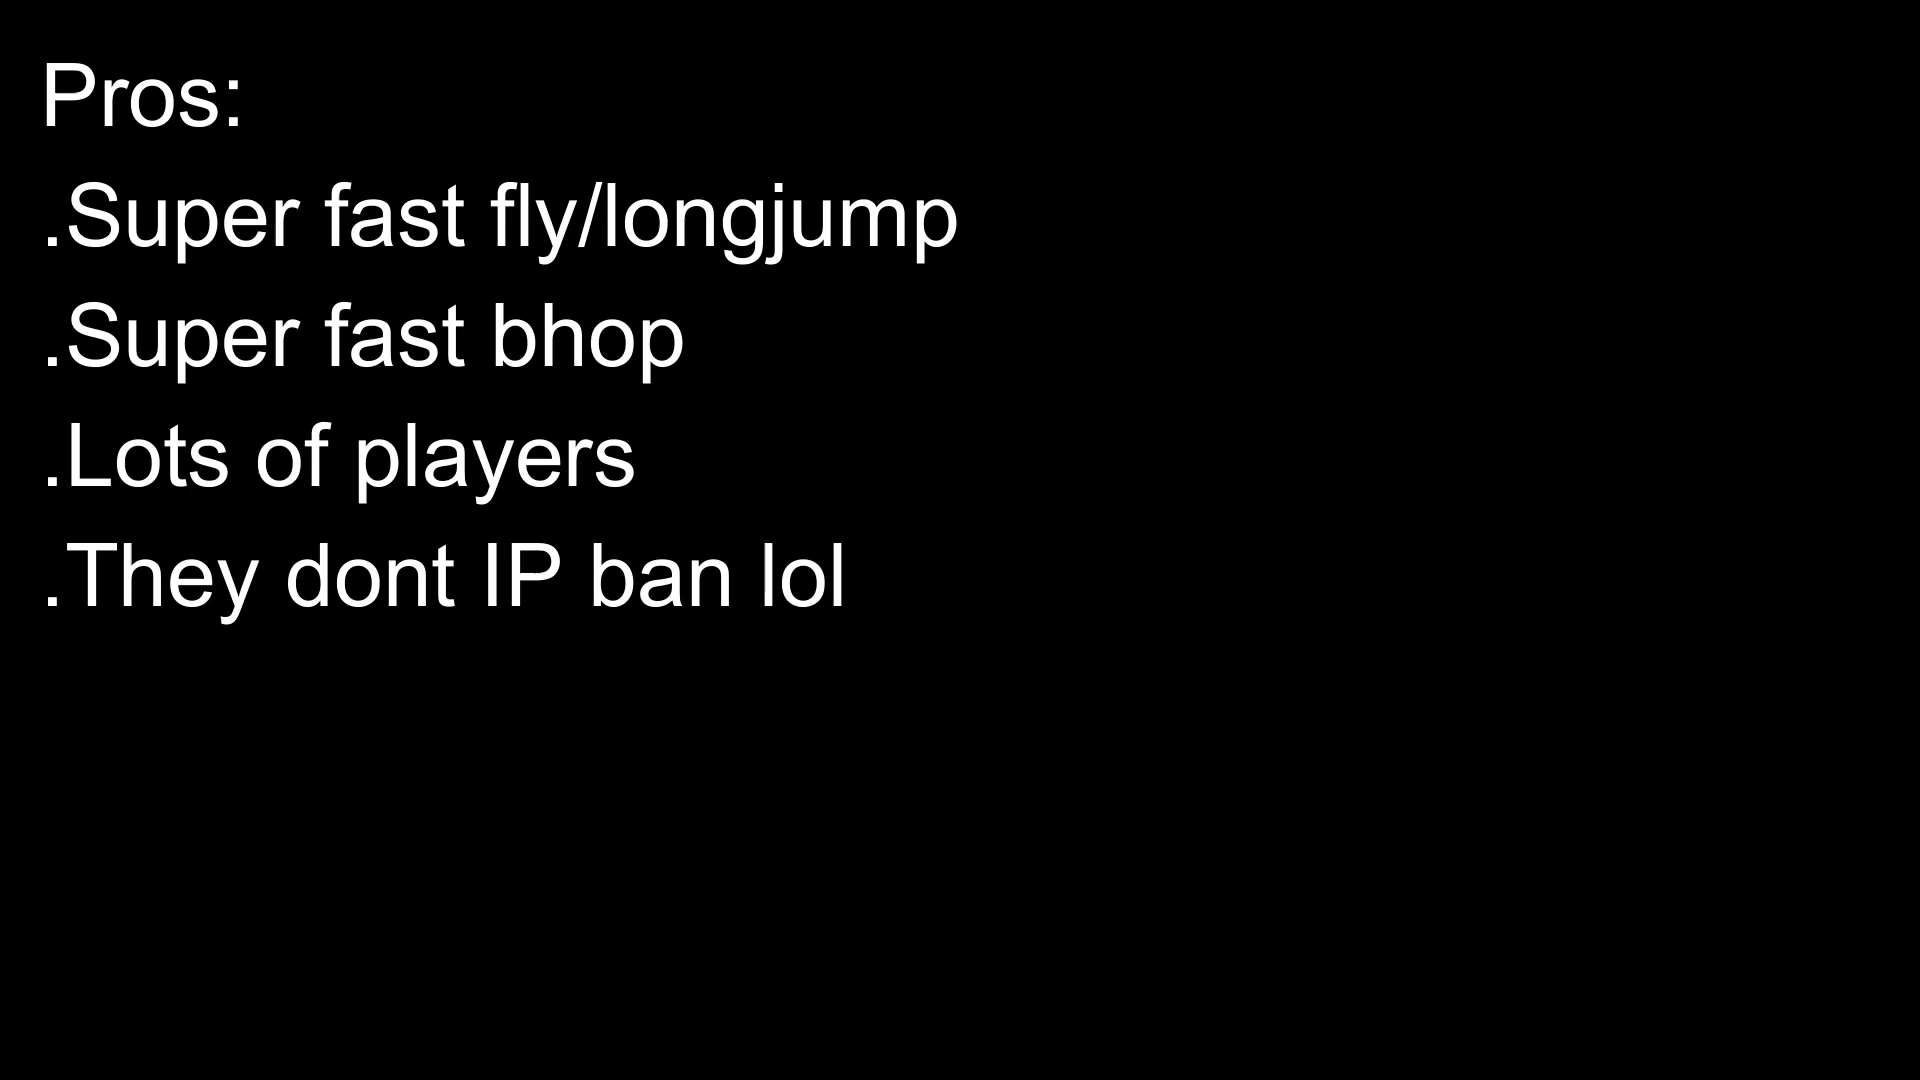 Pros:
.Super fast fly/longjump
.Super fast bhop
.Lots of players
.They dont IP ban lol